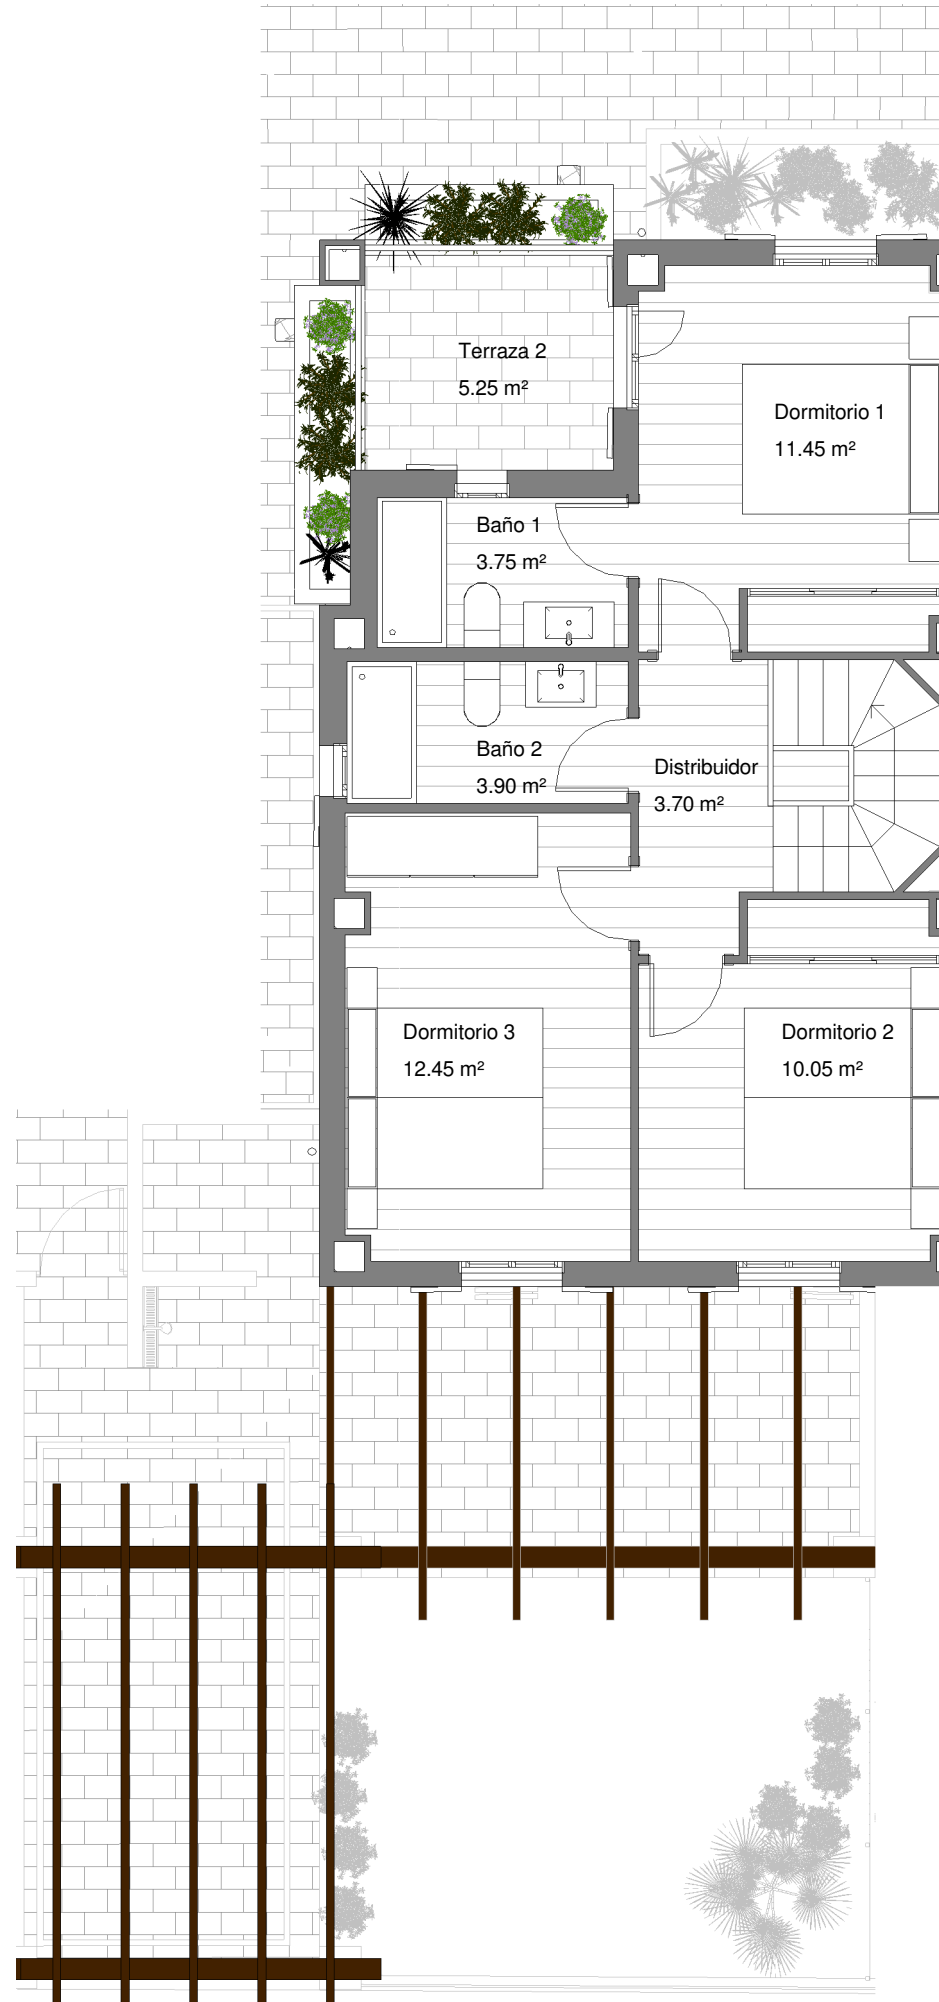 Terraza 2
5.25 m²
Dormitorio 1
11.45 m²
Baño 1
3.75 m²
Baño 2
3.90 m²
Distribuidor
3.70 m²
Dormitorio 3
12.45 m²
Dormitorio 2
10.05 m²